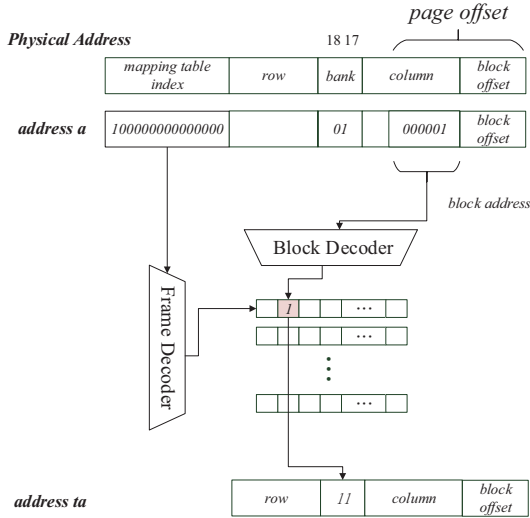 page offset
Physical Address
18 17
mapping table
index
row
bank
column
block
offset
address a
100000000000000
01
000001
block
offset
block address
Block Decoder
Frame Decoder
1
...
...
...
address ta
row
11
column
block
offset